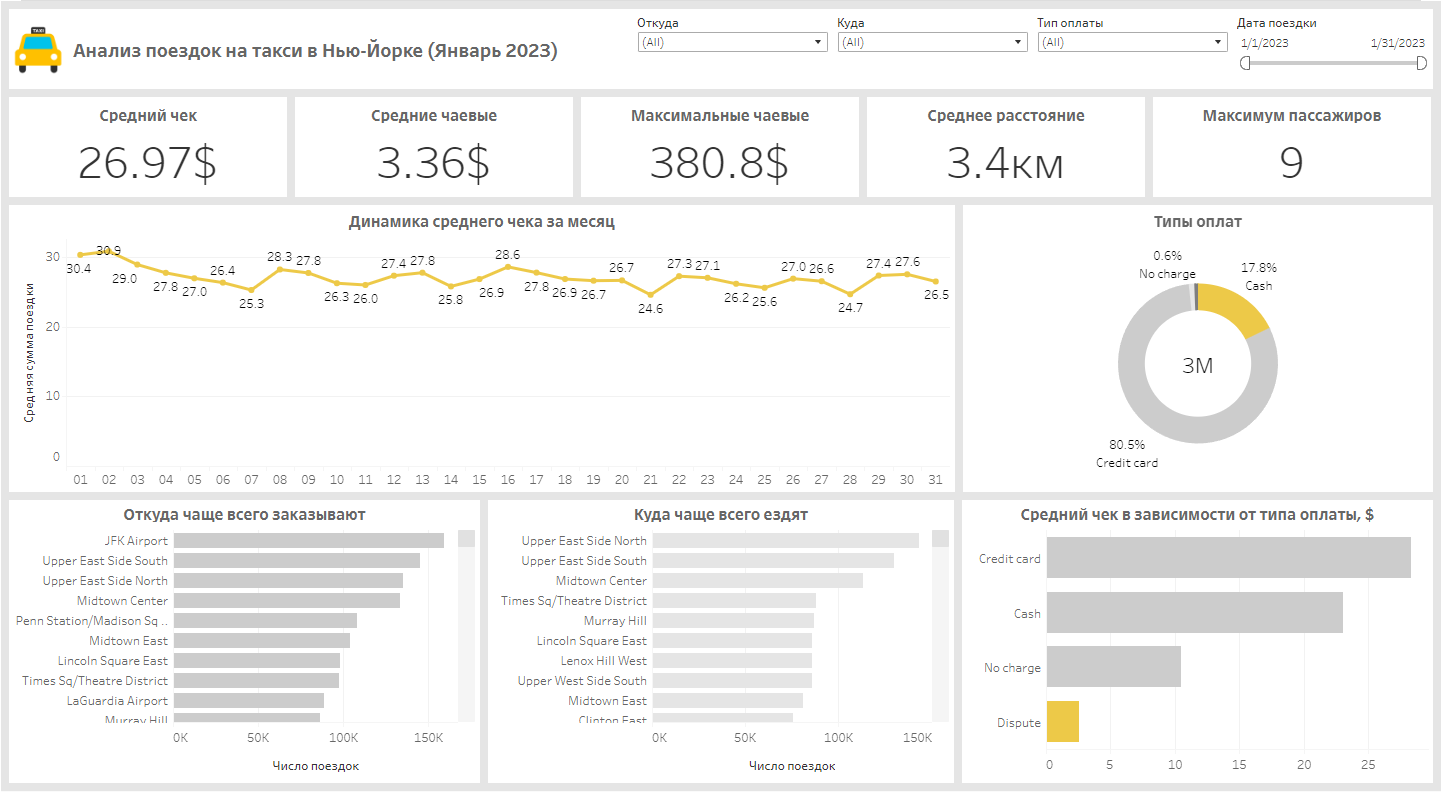 TAXI
Анализ поездок на такси в Нью-Йорке (Январь 2023)
Откуда
(All)
Куда
(All)
Тип оплаты
(All)
Дата поездки
1/1/2023 1/31/2023
Средний чек
26.97$
Средние чаевые
3.36$
Максимальные чаевые
380.8$
Среднее расстояние
3.4км
Максимум пассажиров
9
Динамика среднего чека за месяц
Средняя сумма поездки
30
20
10
0
30.4 30.9 29.0 27.8 27.0 26.4 25.3 28.3 27.8 26.3 26.0 27.4 27.8 25.8 26.9 28.6 27.8 26.9 26.7 26.7 24.6 27.3 27.1 26.2 25.6 27.0 26.6 24.7 27.4 27.6 26.5
01 02 03 04 05 06 07 08 09 10 11 12 13 14 15 16 17 18 19 20 21 22 23 24 25 26 27 28 29 30 31
Типы оплат
0.6%
No charge
17.8%
Cash
3M
80.5%
Credit card
Откуда чаще всего заказывают
JFK Airport
Upper East Side South
Upper East Side North
Midtown Center
Penn Station/Madison Sq ..
Midtown East
Lincoln Square East
Times Sq/Theatre District
LaGuardia Airport
Murray Hill
0K 50K 100K 150K
Число поездок
Куда чаще всего ездят
Upper East Side North
Upper East Side South
Midtown Center
Times Sq/Theatre District
Murray Hill
Lincoln Square East
Lenox Hill West
Upper West Side South
Midtown East
Clinton East
0K 50K 100K 150K
Число поездок
Средний чек в зависимости от типа оплаты, $
Credit card
Cash
No charge
Dispute
0 5 10 15 20 25